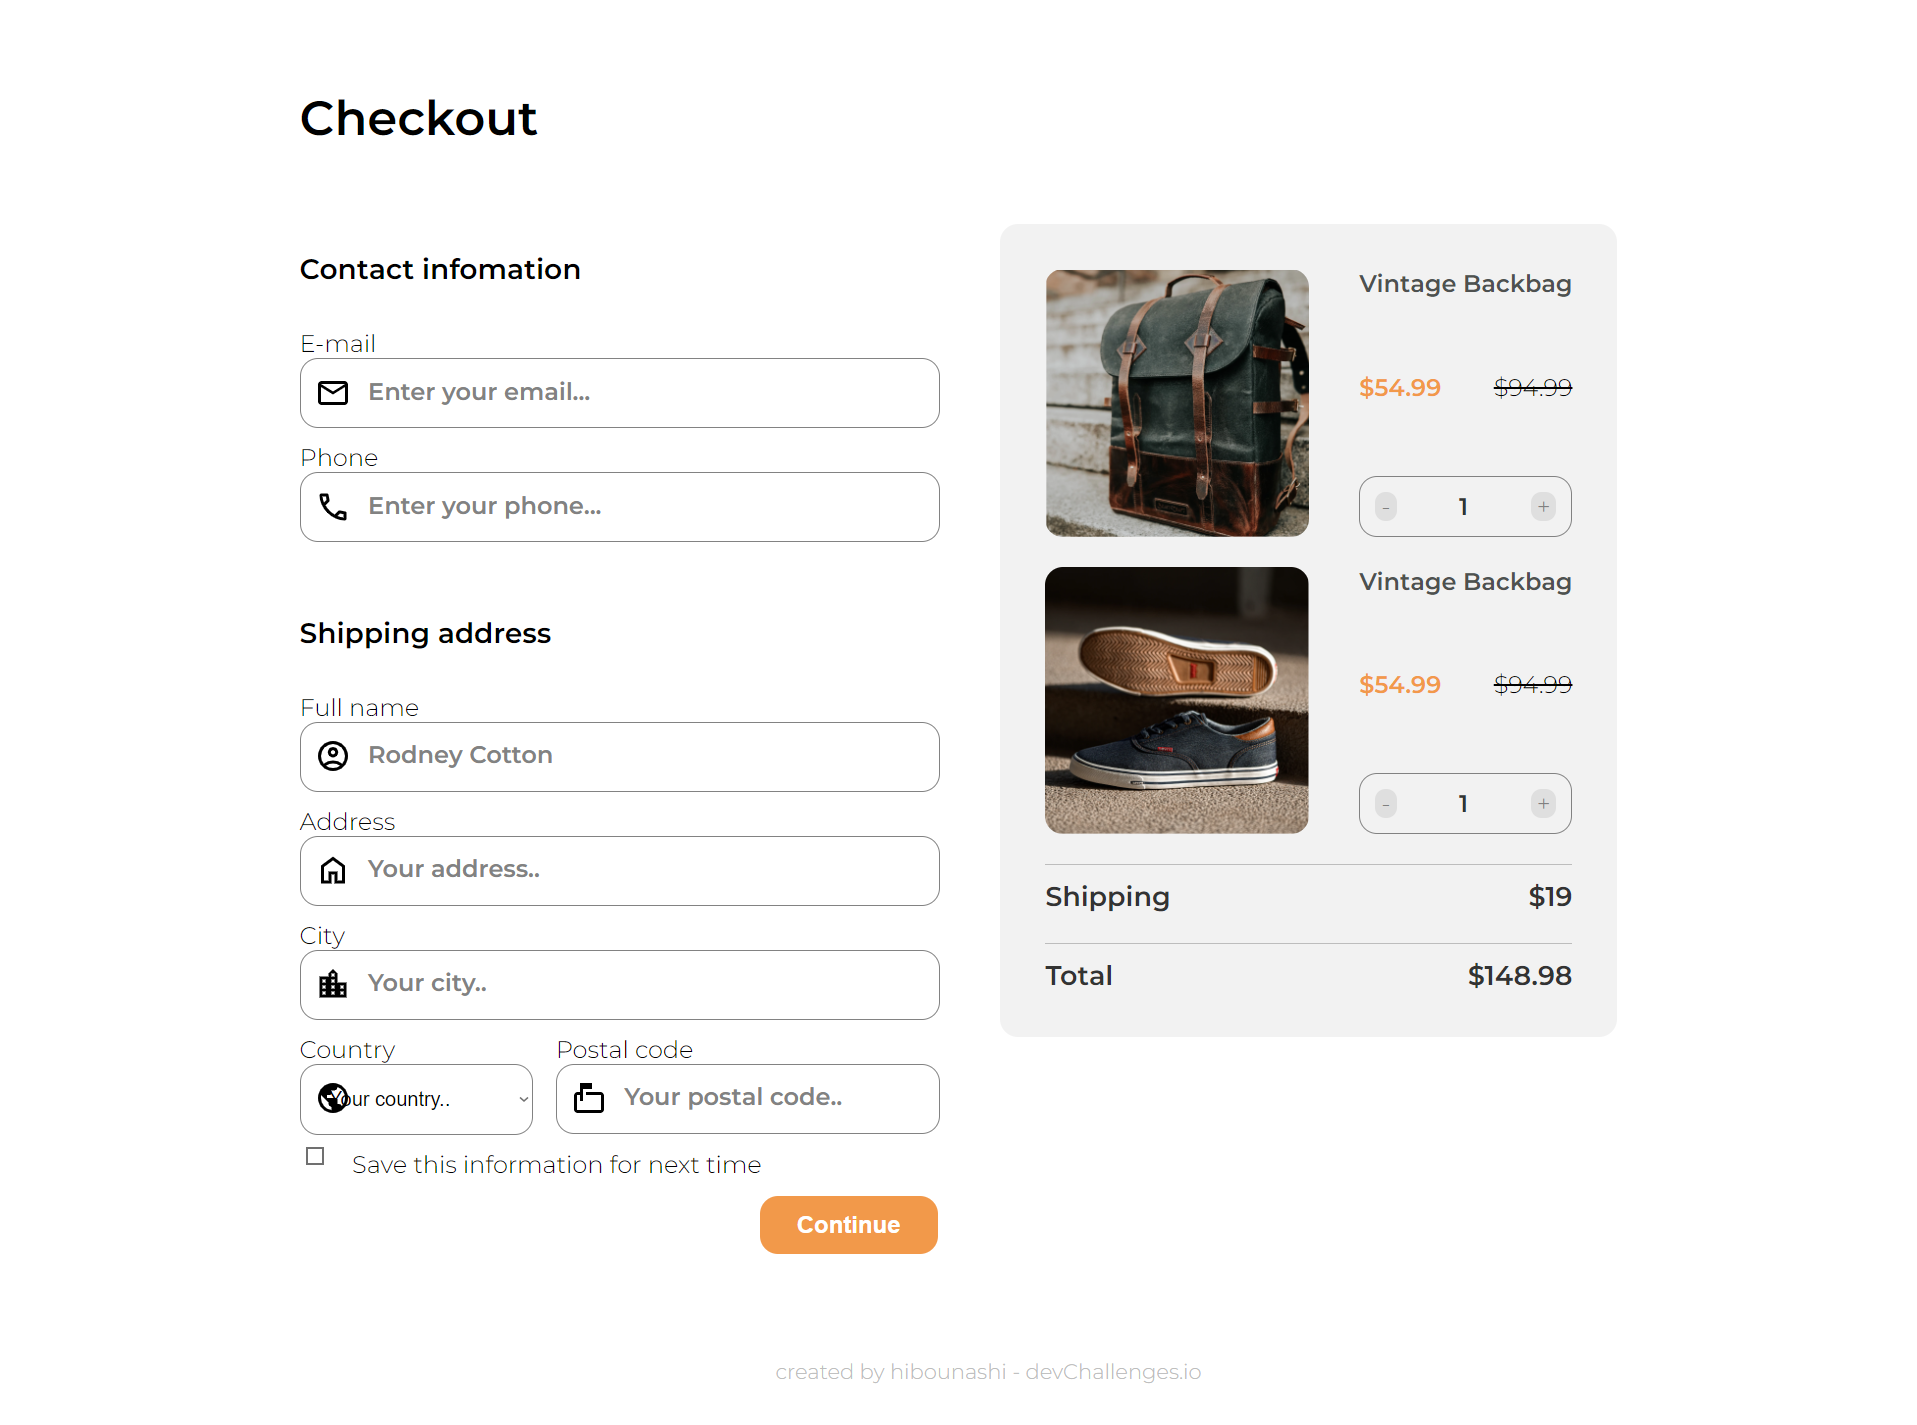 Checkout
Contact infomation
E-mail
Enter your email...
Phone
Enter your phone...
Shipping address
Full name
Rodney Cotton
Address
Your address..
City
Your city..
Country
Postal code
Your country..
Your postal code..
Save this information for next time
Continue
Vintage Backbag
$54.99 $94.99
- 1 +
Vintage Backbag
$54.99 $94.99
- 1 +
Shipping $19
Total $148.98
created by hibounashi - devChallenges.io